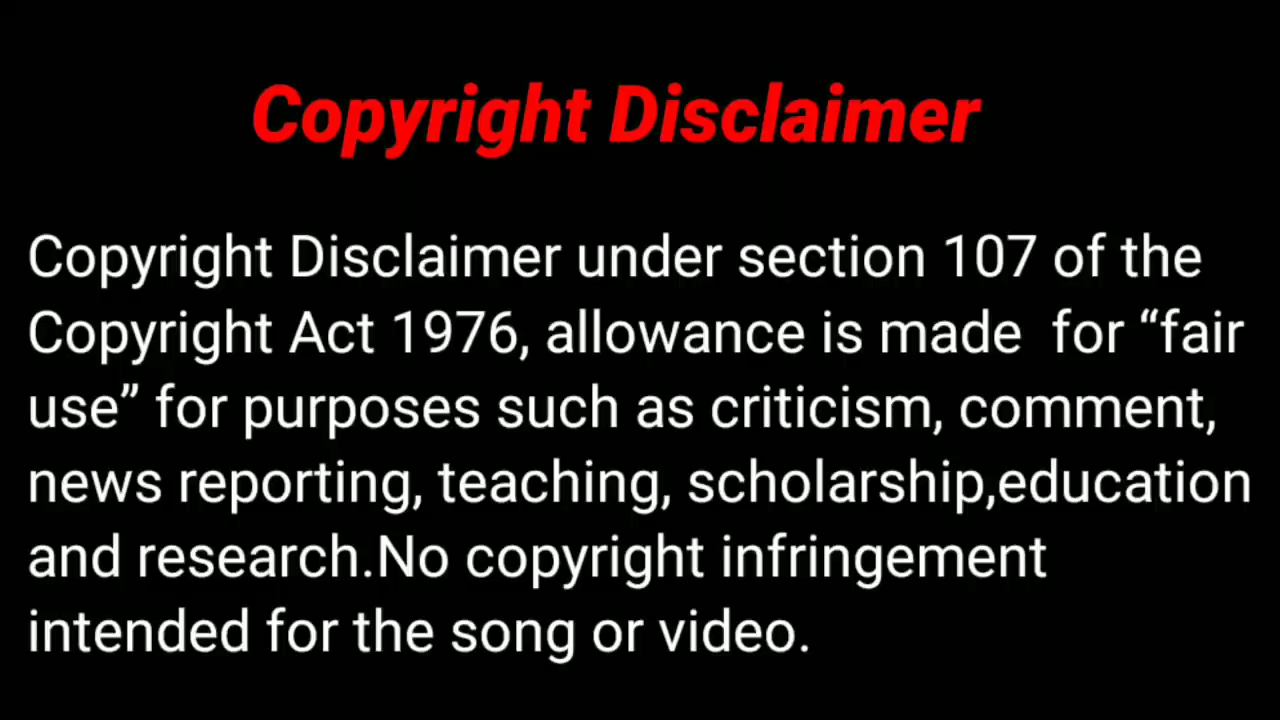 Copyright Disclaimer
Copyright Disclaimer under section 107 of the
Copyright Act 1976, allowance is made  for “fair
use” for purposes such as criticism, comment,
news reporting, teaching, scholarship,education
and research.No copyright infringement
intended for the song or video.